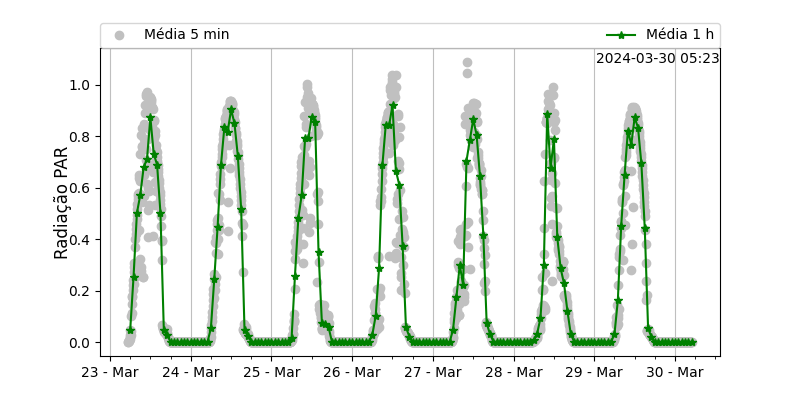 Média 5 min
Média 1 h
2024-03-30 05:23
Radiação PAR
1.0
0.8
0.6
0.4
0.2
0.0
23 - Mar
24 - Mar
25 - Mar
26 - Mar
27 - Mar
28 - Mar
29 - Mar
30 - Mar